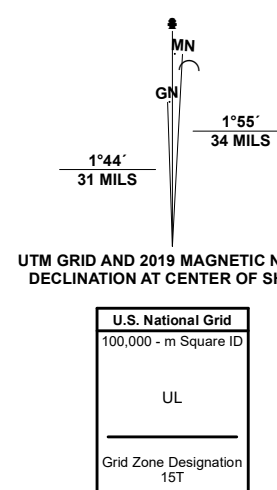 MN
GN
1°55´
34 MILS
1°44´
31 MILS
UTM GRID AND 2019 MAGNETIC N
DECLINATION AT CENTER OF SH
U.S. National Grid
100,000 - m Square ID
UL
Grid Zone Designation
15T